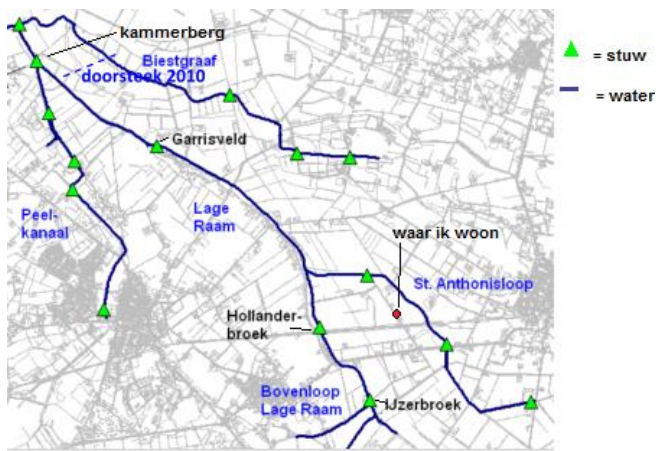 kammerberg
Biestgraaf
doorsteek 2010
Garrisveld
Peel-
kanaal
Lage
Raam
waar ik woon
St. Anthonisloop
Hollander-
broek
Bovenloop
Lage Raam
IJzerbroek
= stuw
= water